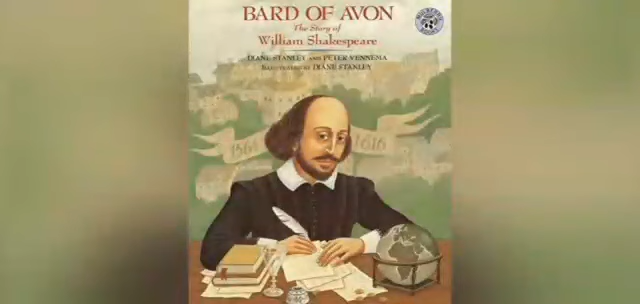 BARD OF AVON
The Story of
William Shakespeare
DIANE STANLEY AND PETER VENNEMA
ILLUSTRATED BY DIANE STANLEY
1564
1616